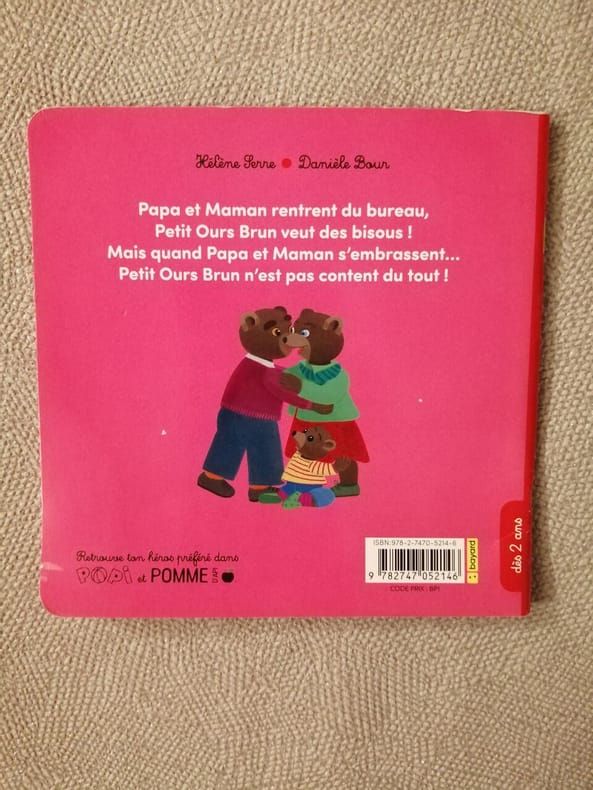 Hélène Serre • Danièle Bour
Papa et Maman rentrent du bureau,
Petit Ours Brun veut des bisous !
Mais quand Papa et Maman s'embrassent...
Petit Ours Brun n'est pas content du tout !
Retrouve ton héros préféré dans
POPi et POMME D'API
ISBN:978-2-7470-5214-6
9 782747 052146
CODE PRIX : BP1
bayard
dès 2 ans